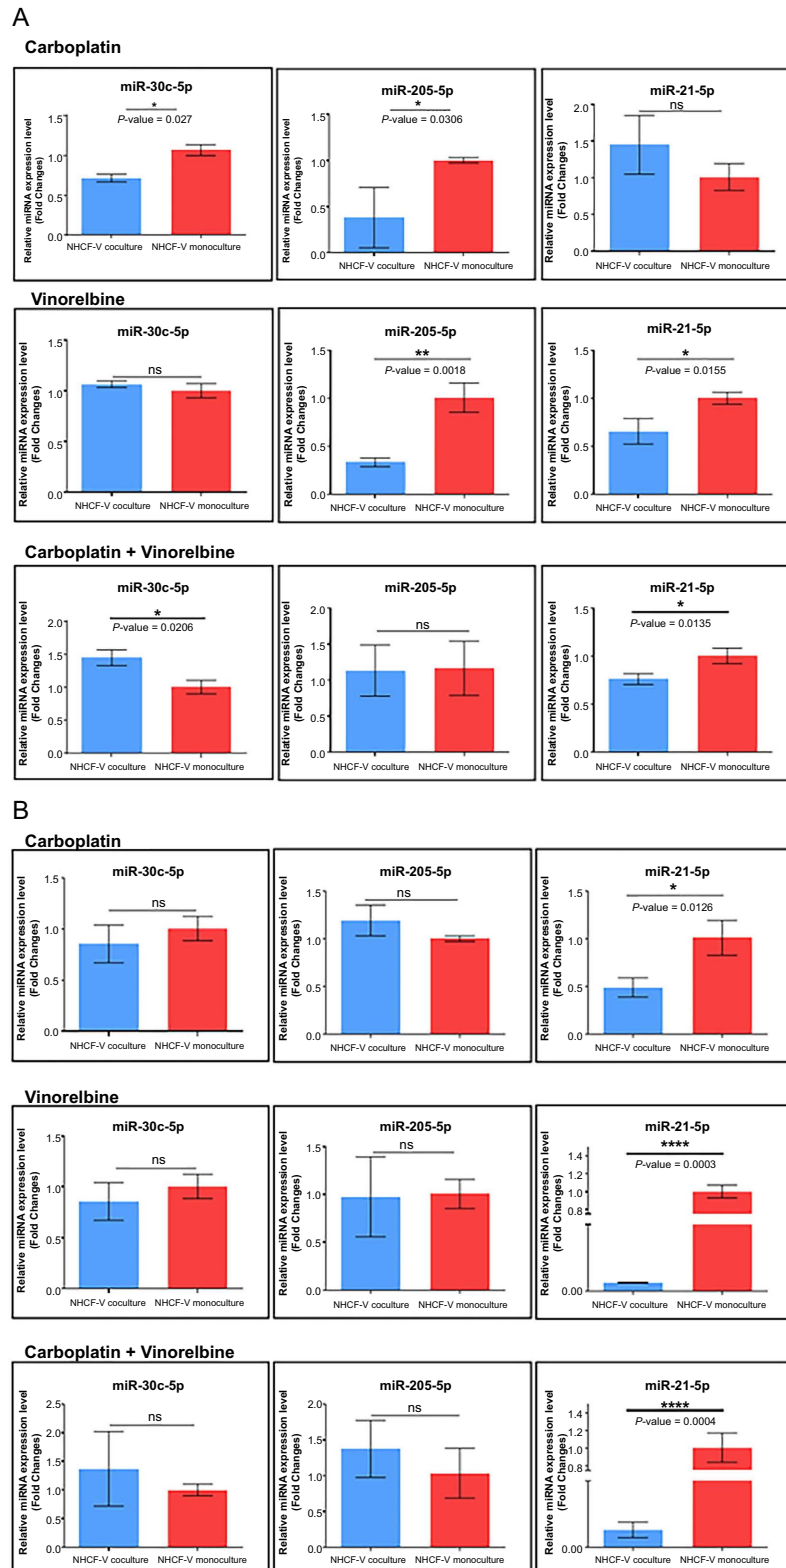 A
Carboplatin
miR-30c-5p
*
P-value = 0.027
Relative miRNA expression level
(Fold Changes)
1.5
1.0
0.5
0.0
NHCF-V coculture NHCF-V monoculture
miR-205-5p
*
P-value = 0.0306
Relative miRNA expression level
(Fold Changes)
1.5
1.0
0.5
0.0
NHCF-V coculture NHCF-V monoculture
miR-21-5p
ns
Relative miRNA expression level
(Fold Changes)
2.0
1.5
1.0
0.5
0.0
NHCF-V coculture NHCF-V monoculture
Vinorelbine
miR-30c-5p
ns
Relative miRNA expression level
(Fold Changes)
1.5
1.0
0.5
0.0
NHCF-V coculture NHCF-V monoculture
miR-205-5p
**
P-value = 0.0018
Relative miRNA expression level
(Fold Changes)
1.5
1.0
0.5
0.0
NHCF-V coculture NHCF-V monoculture
miR-21-5p
*
P-value = 0.0155
Relative miRNA expression level
(Fold Changes)
1.5
1.0
0.5
0.0
NHCF-V coculture NHCF-V monoculture
Carboplatin + Vinorelbine
miR-30c-5p
*
P-value = 0.0206
Relative miRNA expression level
(Fold Changes)
2.0
1.5
1.0
0.5
0.0
NHCF-V coculture NHCF-V monoculture
miR-205-5p
ns
Relative miRNA expression level
(Fold Changes)
2.0
1.5
1.0
0.5
0.0
NHCF-V coculture NHCF-V monoculture
miR-21-5p
*
P-value = 0.0135
Relative miRNA expression level
(Fold Changes)
1.5
1.0
0.5
0.0
NHCF-V coculture NHCF-V monoculture
B
Carboplatin
miR-30c-5p
ns
Relative miRNA expression level
(Fold Changes)
1.5
1.0
0.5
0.0
NHCF-V coculture NHCF-V monoculture
miR-205-5p
ns
Relative miRNA expression level
(Fold Changes)
1.5
1.0
0.5
0.0
NHCF-V coculture NHCF-V monoculture
miR-21-5p
*
P-value = 0.0126
Relative miRNA expression level
(Fold Changes)
1.5
1.0
0.5
0.0
NHCF-V coculture NHCF-V monoculture
Vinorelbine
miR-30c-5p
ns
Relative miRNA expression level
(Fold Changes)
1.5
1.0
0.5
0.0
NHCF-V coculture NHCF-V monoculture
miR-205-5p
ns
Relative miRNA expression level
(Fold Changes)
1.5
1.0
0.5
0.0
NHCF-V coculture NHCF-V monoculture
miR-21-5p
****
P-value = 0.0003
Relative miRNA expression level
(Fold Changes)
1.4
1.2
1.0
0.8
0.00
NHCF-V coculture NHCF-V monoculture
Carboplatin + Vinorelbine
miR-30c-5p
ns
Relative miRNA expression level
(Fold Changes)
2.5
2.0
1.5
1.0
0.5
0.0
NHCF-V coculture NHCF-V monoculture
miR-205-5p
ns
Relative miRNA expression level
(Fold Changes)
2.0
1.5
1.0
0.5
0.0
NHCF-V coculture NHCF-V monoculture
miR-21-5p
****
P-value = 0.0004
Relative miRNA expression level
(Fold Changes)
1.4
1.2
1.0
0.8
0.00
NHCF-V coculture NHCF-V monoculture